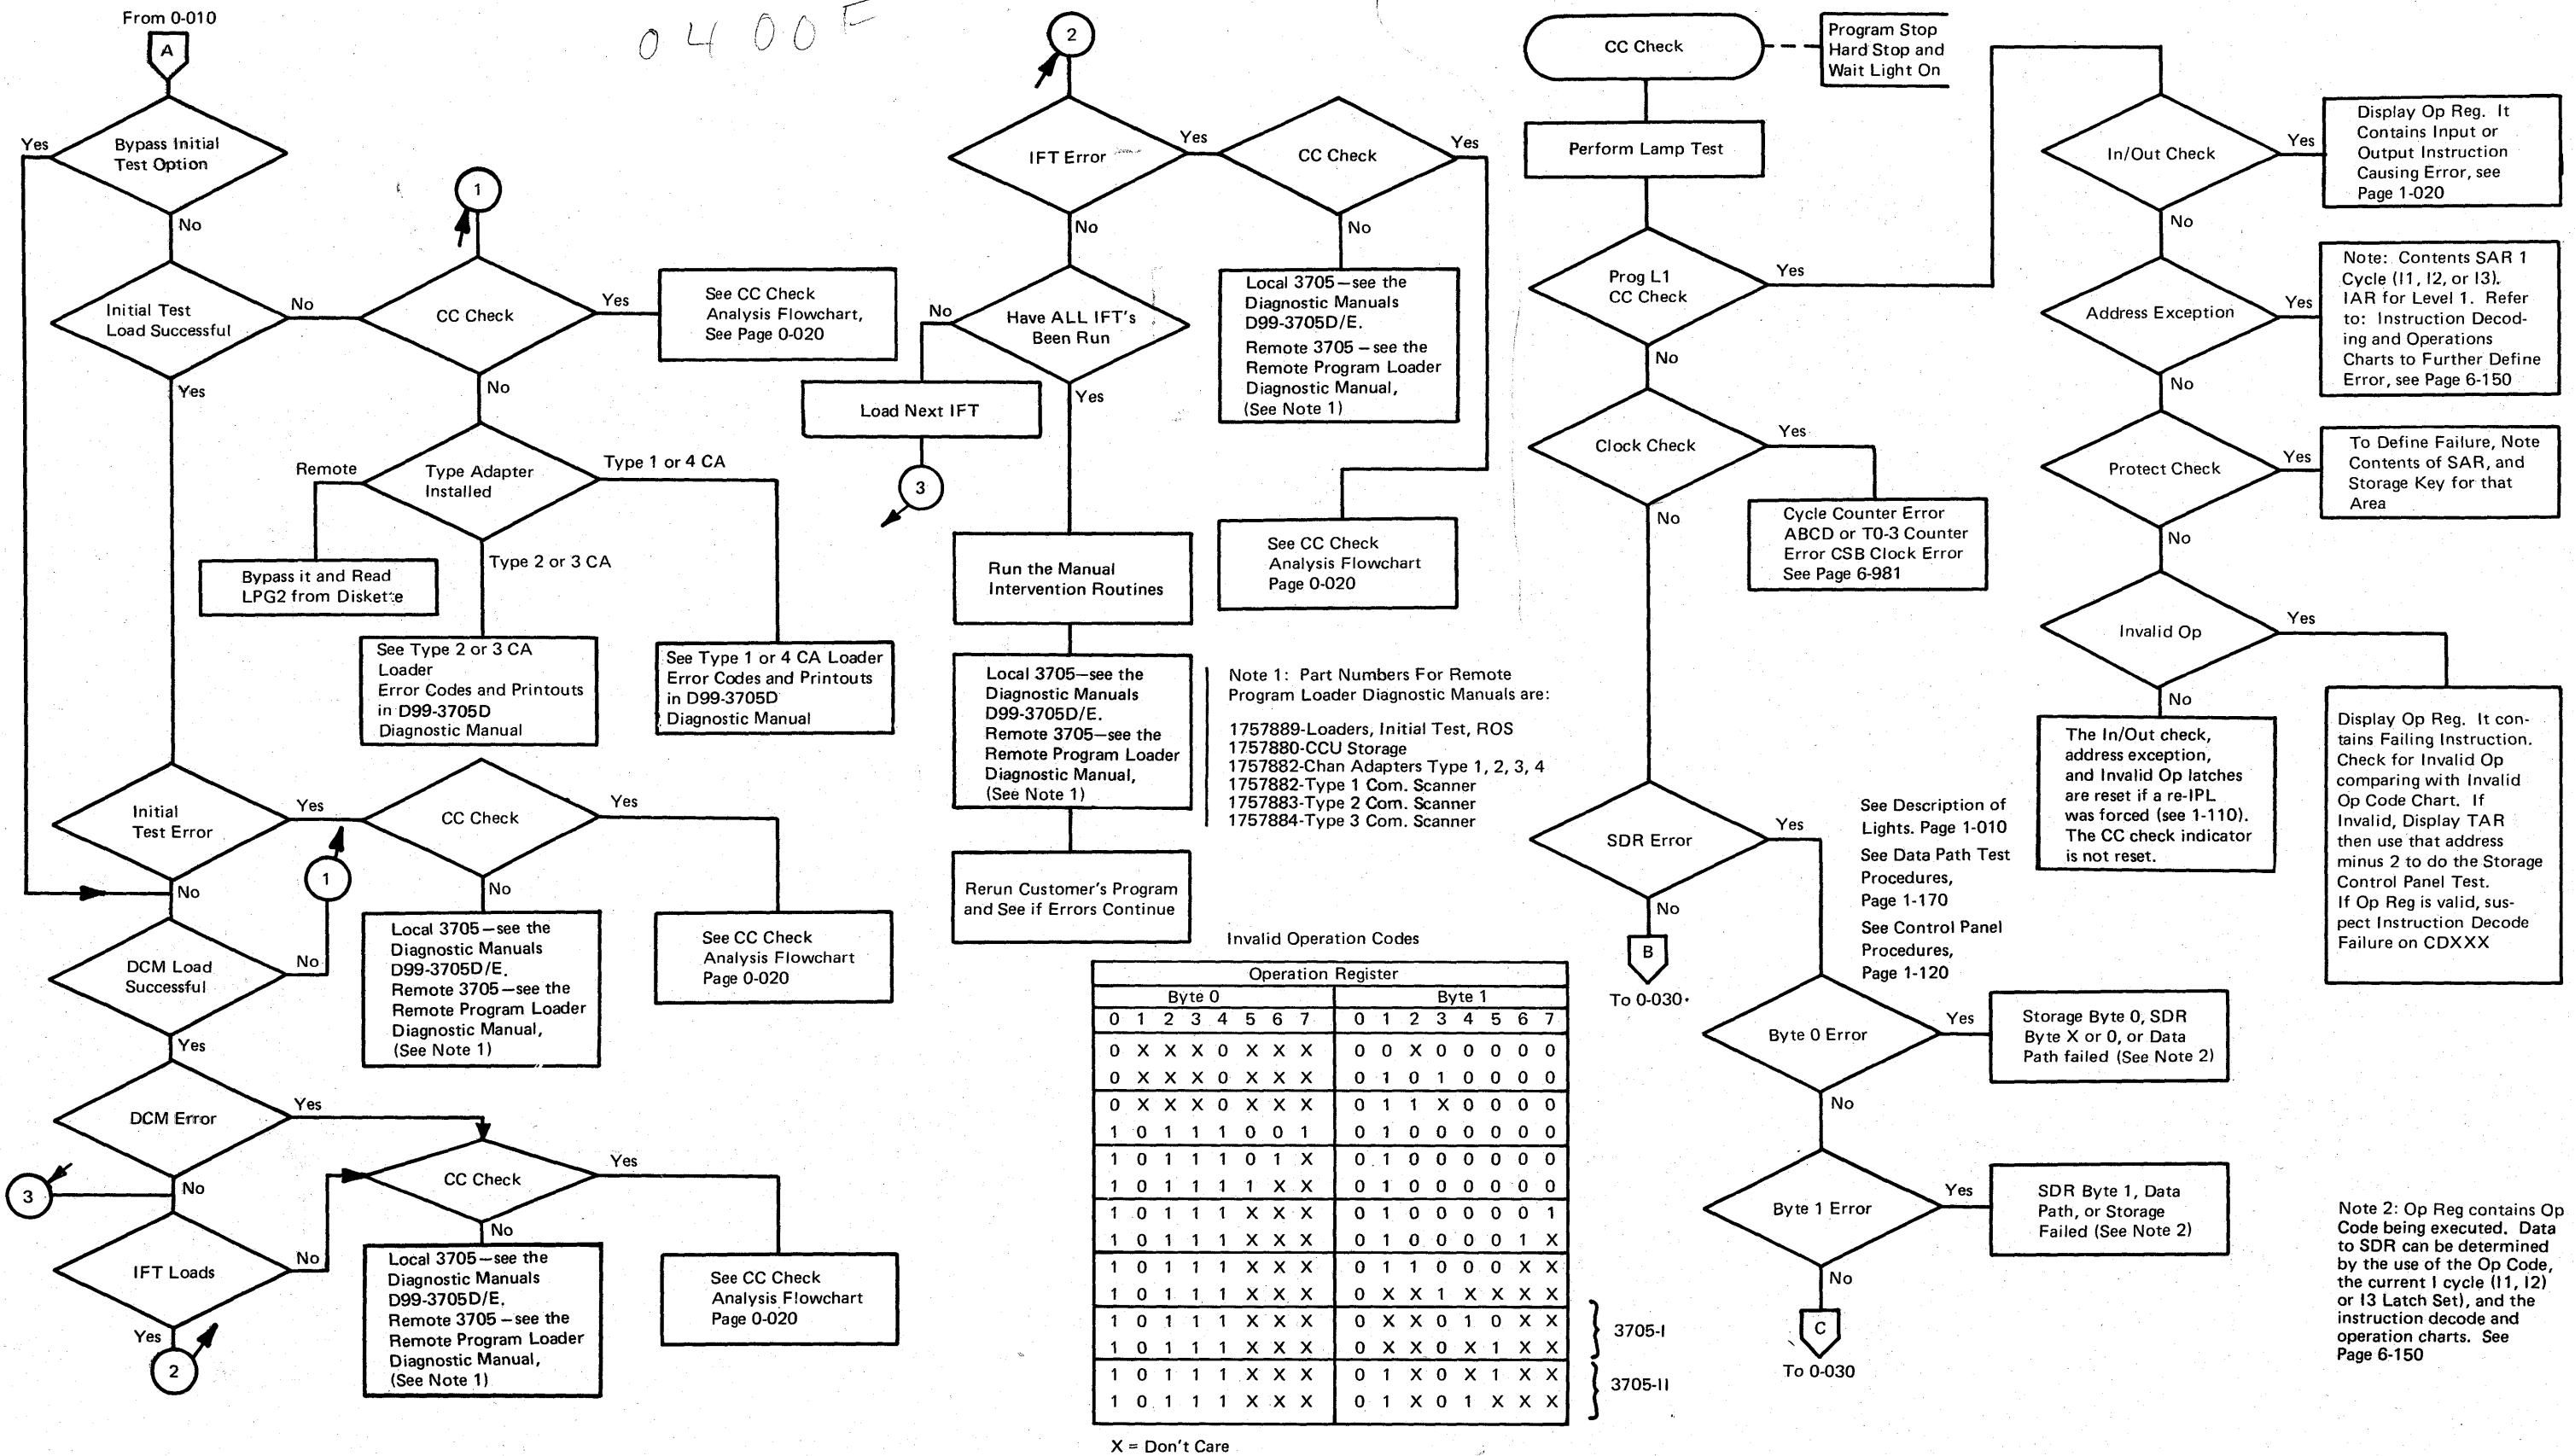 From 0-010
A
Bypass Initial
Test Option
Yes
No
Initial Test
Load Successful
No
Yes
1
CC Check
Yes
No
See CC Check
Analysis Flowchart,
See Page 0-020
Type Adapter
Installed
Remote
Type 1 or 4 CA
Type 2 or 3 CA
Bypass it and Read
LPG2 from Diskette
See Type 2 or 3 CA
Loader
Error Codes and Printouts
in D99-3705D
Diagnostic Manual
See Type 1 or 4 CA Loader
Error Codes and Printouts
in D99-3705D
Diagnostic Manual
Initial
Test Error
Yes
No
1
CC Check
Yes
No
Local 3705—see the
Diagnostic Manuals
D99-3705D/E.
Remote 3705—see the
Remote Program Loader
Diagnostic Manual,
(See Note 1)
See CC Check
Analysis Flowchart
Page 0-020
DCM Load
Successful
No
Yes
DCM Error
Yes
No
3
IFT Loads
No
Yes
2
CC Check
Yes
No
Local 3705—see the
Diagnostic Manuals
D99-3705D/E.
Remote 3705—see the
Remote Program Loader
Diagnostic Manual,
(See Note 1)
See CC Check
Analysis Flowchart
Page 0-020
0400F
2
IFT Error
Yes
No
CC Check
Yes
No
Have ALL IFT's
Been Run
No
Yes
Load Next IFT
3
Local 3705—see the
Diagnostic Manuals
D99-3705D/E.
Remote 3705—see the
Remote Program Loader
Diagnostic Manual,
(See Note 1)
See CC Check
Analysis Flowchart
Page 0-020
Run the Manual
Intervention Routines
Local 3705—see the
Diagnostic Manuals
D99-3705D/E.
Remote 3705—see the
Remote Program Loader
Diagnostic Manual,
(See Note 1)
Rerun Customer's Program
and See if Errors Continue
Note 1: Part Numbers For Remote
Program Loader Diagnostic Manuals are:
1757889-Loaders, Initial Test, ROS
1757880-CCU Storage
1757882-Chan Adapters Type 1, 2, 3, 4
1757882-Type 1 Com. Scanner
1757883-Type 2 Com. Scanner
1757884-Type 3 Com. Scanner
Invalid Operation Codes
Operation Register
Byte 0 Byte 1
0 1 2 3 4 5 6 7 0 1 2 3 4 5 6 7
0 X X X 0 X X X 0 0 X 0 0 0 0 0
0 X X X 0 X X X 0 1 0 1 0 0 0 0
0 X X X 0 X X X 0 1 1 X 0 0 0 0
1 0 1 1 1 0 0 1 0 1 0 0 0 0 0 0
1 0 1 1 1 0 1 X 0 1 0 0 0 0 0 0
1 0 1 1 1 1 X X 0 1 0 0 0 0 0 0
1 0 1 1 1 X X X 0 1 0 0 0 0 0 1
1 0 1 1 1 X X X 0 1 0 0 0 0 1 X
1 0 1 1 1 X X X 0 1 1 0 0 0 X X
1 0 1 1 1 X X X 0 X X 1 X X X X
1 0 1 1 1 X X X 0 X X 0 1 0 X X
1 0 1 1 1 X X X 0 X X 0 X 1 X X
1 0 1 1 1 X X X 0 1 X 0 X 1 X X
1 0 1 1 1 X X X 0 1 X 0 1 X X X
3705-I
3705-II
X = Don't Care
CC Check
Program Stop
Hard Stop and
Wait Light On
Perform Lamp Test
Prog L1
CC Check
Yes
No
Clock Check
Yes
No
Cycle Counter Error
ABCD or T0-3 Counter
Error CSB Clock Error
See Page 6-981
SDR Error
Yes
No
B
To 0-030
See Description of
Lights. Page 1-010
See Data Path Test
Procedures,
Page 1-170
See Control Panel
Procedures,
Page 1-120
Byte 0 Error
Yes
No
Storage Byte 0, SDR
Byte X or 0, or Data
Path failed (See Note 2)
Byte 1 Error
Yes
No
SDR Byte 1, Data
Path, or Storage
Failed (See Note 2)
C
To 0-030
In/Out Check
Yes
No
Display Op Reg. It
Contains Input or
Output Instruction
Causing Error, see
Page 1-020
Address Exception
Yes
No
Note: Contents SAR 1
Cycle (I1, I2, or I3).
IAR for Level 1. Refer
to: Instruction Decod-
ing and Operations
Charts to Further Define
Error, see Page 6-150
Protect Check
Yes
No
To Define Failure, Note
Contents of SAR, and
Storage Key for that
Area
Invalid Op
Yes
No
The In/Out check,
address exception,
and Invalid Op latches
are reset if a re-IPL
was forced (see 1-110).
The CC check indicator
is not reset.
Display Op Reg. It con-
tains Failing Instruction.
Check for Invalid Op
comparing with Invalid
Op Code Chart. If
Invalid, Display TAR
then use that address
minus 2 to do the Storage
Control Panel Test.
If Op Reg is valid, sus-
pect Instruction Decode
Failure on CDXXX
Note 2: Op Reg contains Op
Code being executed. Data
to SDR can be determined
by the use of the Op Code,
the current I cycle (I1, I2)
or I3 Latch Set), and the
instruction decode and
operation charts. See
Page 6-150